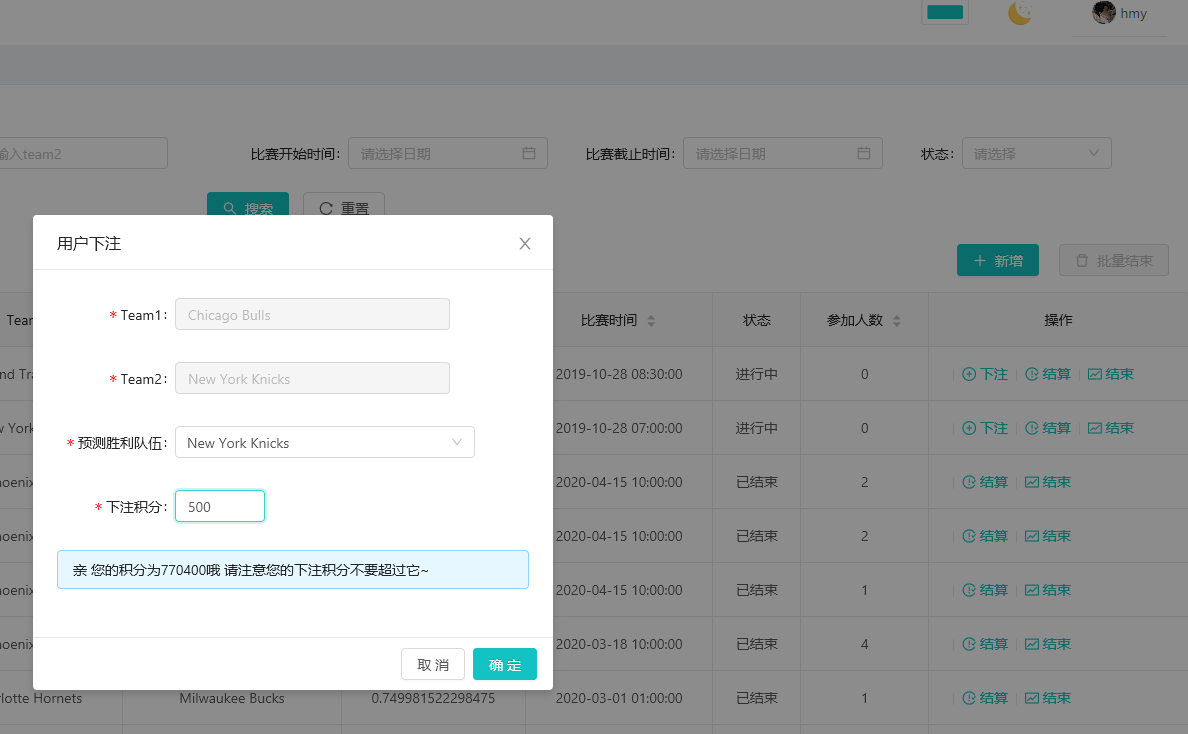 hmy
输入team2
比赛开始时间:
请选择日期
比赛截止时间:
请选择日期
状态:
请选择
搜索
重置
新增
批量结束
用户下注
* Team1:
Chicago Bulls
* Team2:
New York Knicks
* 预测胜利队伍:
New York Knicks
* 下注积分:
500
亲 您的积分为770400哦 请注意您的下注积分不要超过它~
取 消
确 定
比赛时间 状态 参加人数 操作
2019-10-28 08:30:00 进行中 0 下注 结算 结束
2019-10-28 07:00:00 进行中 0 下注 结算 结束
2020-04-15 10:00:00 已结束 2 结算 结束
2020-04-15 10:00:00 已结束 2 结算 结束
2020-04-15 10:00:00 已结束 1 结算 结束
2020-03-18 10:00:00 已结束 4 结算 结束
lotte Hornets Milwaukee Bucks 0.749981522298475 2020-03-01 01:00:00 已结束 1 结算 结束